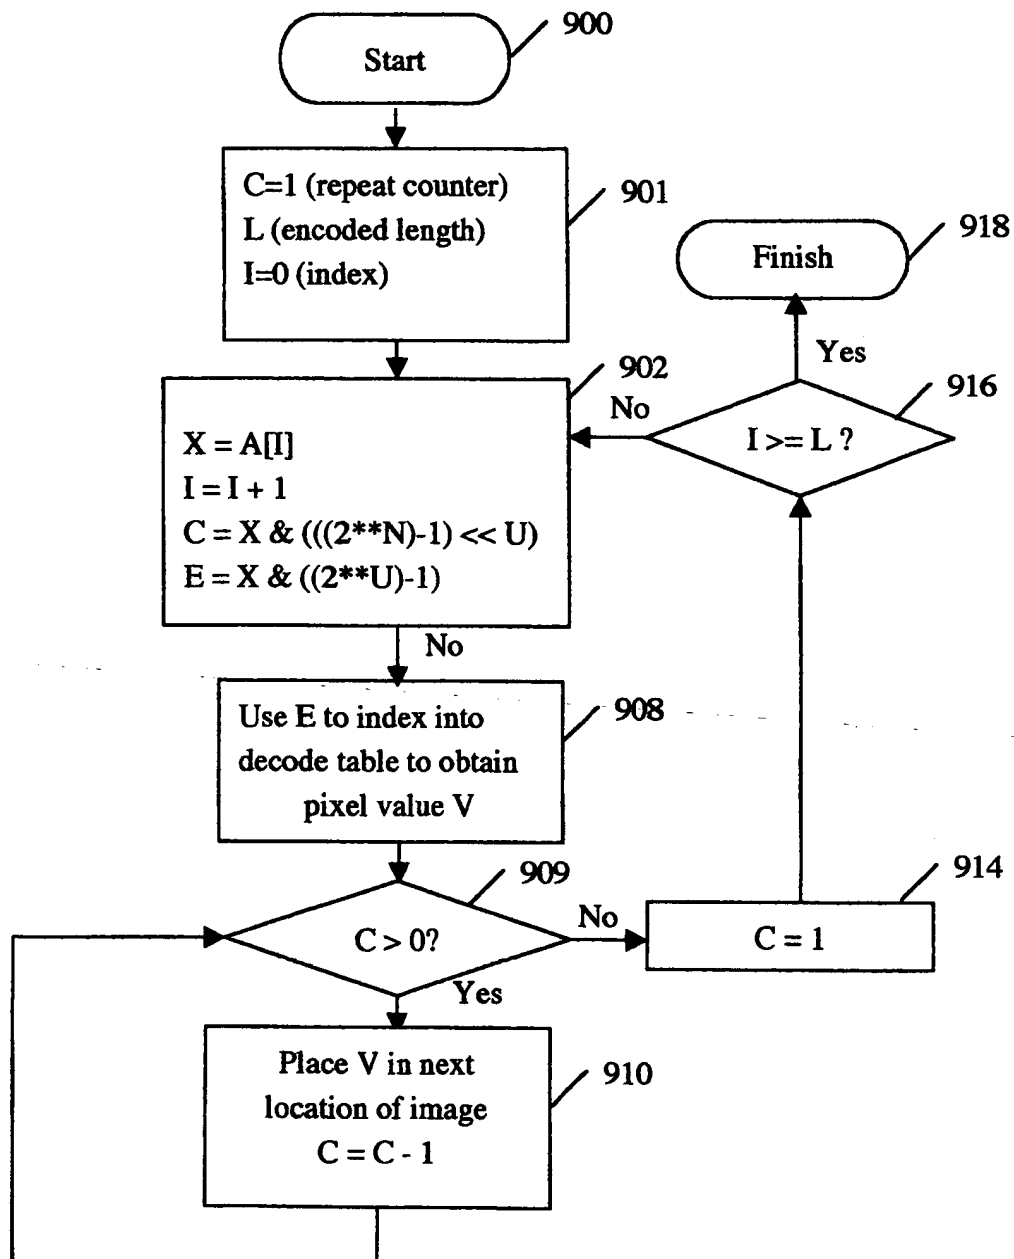 Start
900
C=1 (repeat counter)
L (encoded length)
I=0 (index)
901
Finish
918
Yes
902
X = A[I]
I = I + 1
C = X & (((2**N)-1) << U)
E = X & ((2**U)-1)
No
I >= L ?
916
No
Use E to index into
decode table to obtain
pixel value V
908
C > 0?
909
No
C = 1
914
Yes
Place V in next
location of image
C = C - 1
910